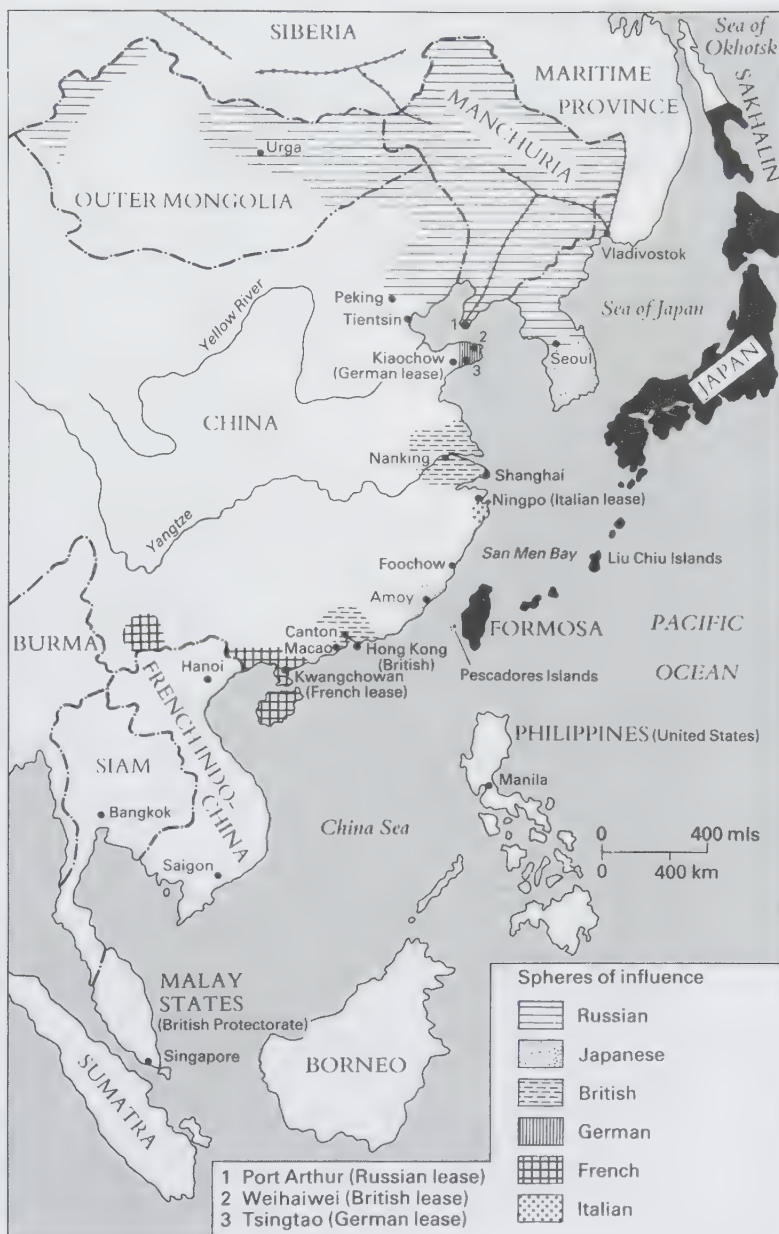 SIBERIA
Sea of
Okhotsk
MARITIME
PROVINCE
SAKHALIN
MANCHURIA
Urga
OUTER MONGOLIA
Vladivostok
Peking
Tientsin
Yellow River
Sea of Japan
1
2
3
Kiaochow
(German lease)
Seoul
JAPAN
CHINA
Nanking
Shanghai
Ningpo (Italian lease)
Yangtze
San Men Bay
Liu Chiu Islands
Foochow
Amoy
BURMA
Canton
Macao
Hong Kong
(British)
FORMOSA
PACIFIC
OCEAN
Hanoi
Kwangchowan
(French lease)
Pescadores Islands
FRENCH INDO-
CHINA
PHILIPPINES (United States)
SIAM
Manila
Bangkok
China Sea
0 400 mls
0 400 km
Saigon
MALAY
STATES
(British Protectorate)
Singapore
BORNEO
SUMATRA
Spheres of influence
Russian
Japanese
British
German
French
Italian
1 Port Arthur (Russian lease)
2 Weihaiwei (British lease)
3 Tsingtao (German lease)